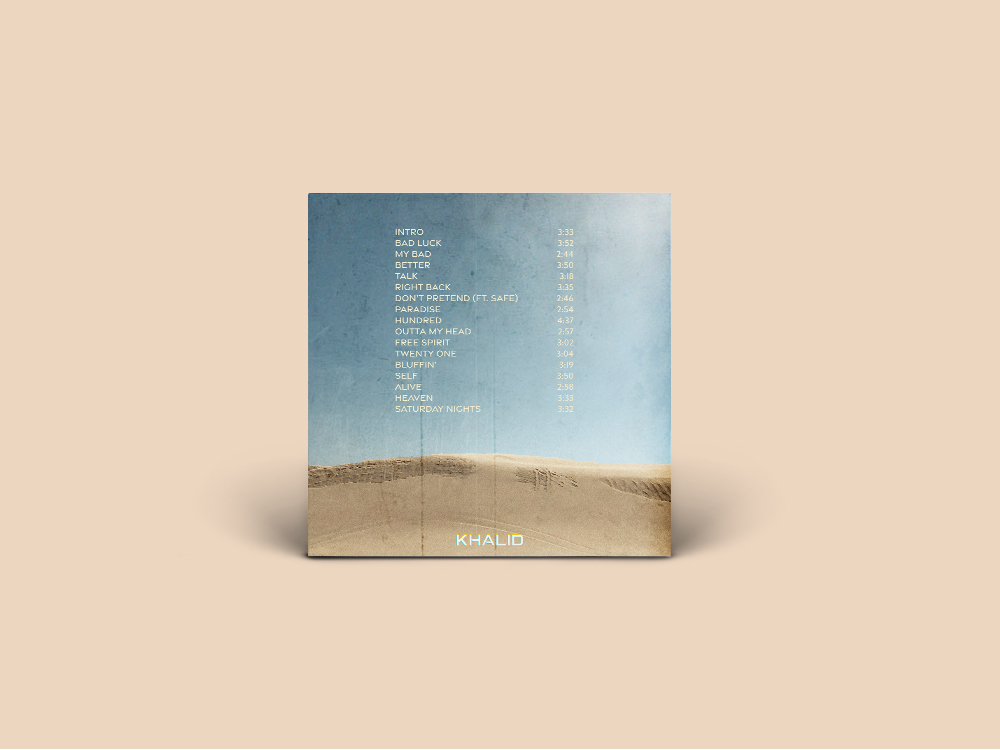 INTRO 3:33
BAD LUCK 3:52
MY BAD 2:44
BETTER 3:50
TALK 3:18
RIGHT BACK 3:35
DON'T PRETEND (FT. SAFE) 2:46
PARADISE 2:54
HUNDRED 4:37
OUTTA MY HEAD 2:57
FREE SPIRIT 3:02
TWENTY ONE 3:04
BLUFFIN' 3:19
SELF 3:50
ALIVE 2:58
HEAVEN 3:33
SATURDAY NIGHTS 3:32
KHALID